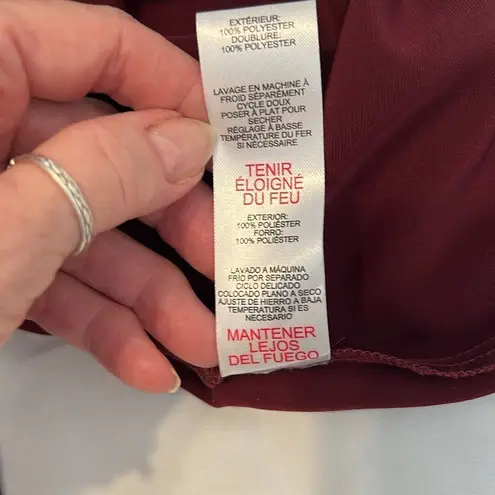 EXTÉRIEUR:
100% POLYESTER
DOUBLURE:
100% POLYESTER
LAVAGE EN MACHINE À
FROID SÉPARÉMENT
CYCLE DOUX
POSER À PLAT POUR
SECHER
RÉGLAGE À BASSE
TEMPÉRATURE DU FER
SI NÉCESSAIRE
TENIR
ÉLOIGNÉ
DU FEU
EXTERIOR:
100% POLIÉSTER
FORRO:
100% POLIÉSTER
LAVADO A MÁQUINA
FRÍO POR SEPARADO
CICLO DELICADO
COLOCADO PLANO A SECO
AJUSTE DE HIERRO A BAJA
TEMPERATURA SI ES
NECESARIO
MANTENER
LEJOS
DEL FUEGO